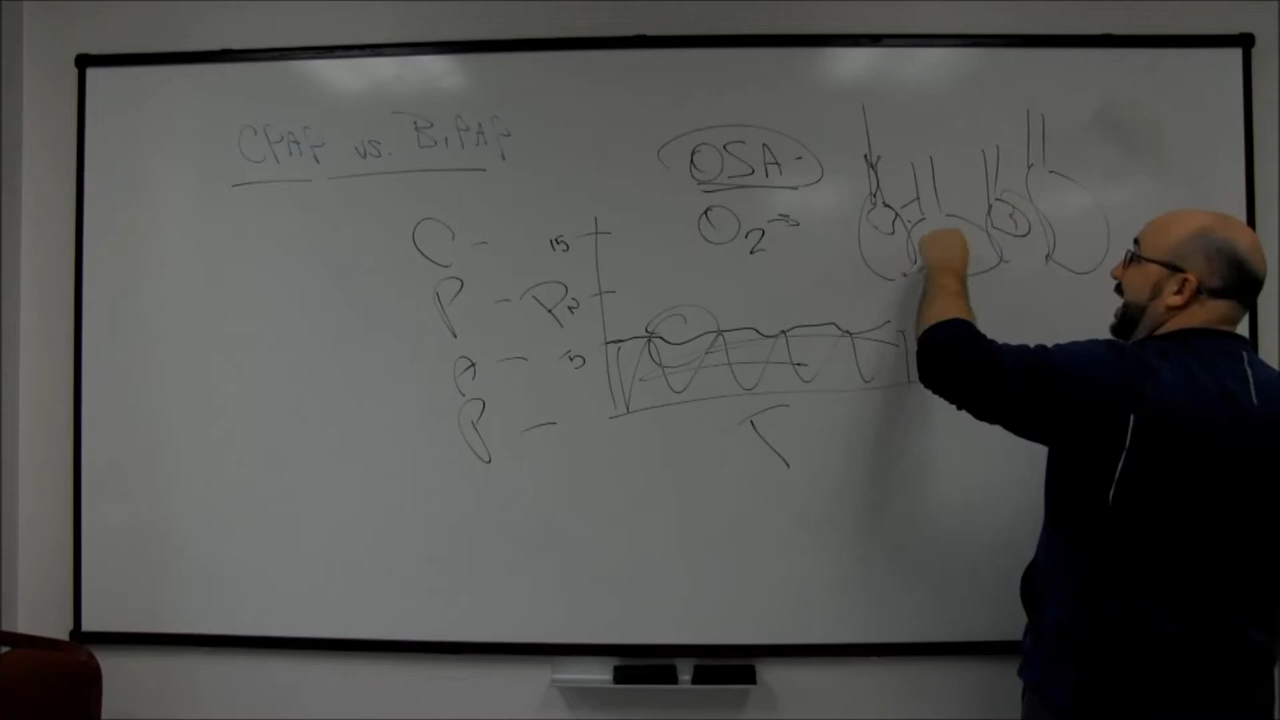 CPAP vs. BiPAP
OSA
O2→
C -
15
P -
P
A -
5
P -
T